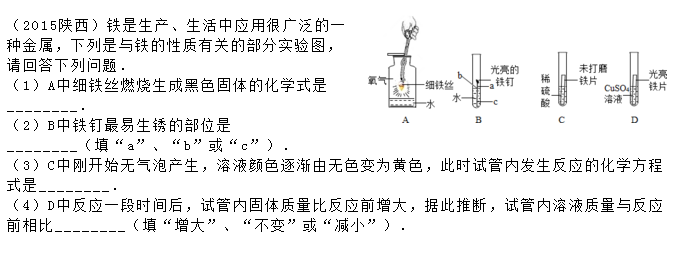 （2015陕西）铁是生产、生活中应用很广泛的一
种金属，下列是与铁的性质有关的部分实验图，
请回答下列问题．
（1）A中细铁丝燃烧生成黑色固体的化学式是
________．
（2）B中铁钉最易生锈的部位是
________（填“a”、“b”或“c”）．
（3）C中刚开始无气泡产生，溶液颜色逐渐由无色变为黄色，此时试管内发生反应的化学方程
式是________．
（4）D中反应一段时间后，试管内固体质量比反应前增大，据此推断，试管内溶液质量与反应
前相比________（填“增大”、“不变”或“减小”）．
氧气
细铁丝
水
A
b
光亮的
铁钉
a
水
c
B
稀
硫
酸
未打磨
铁片
C
CuSO₄
溶液
光亮
铁片
D